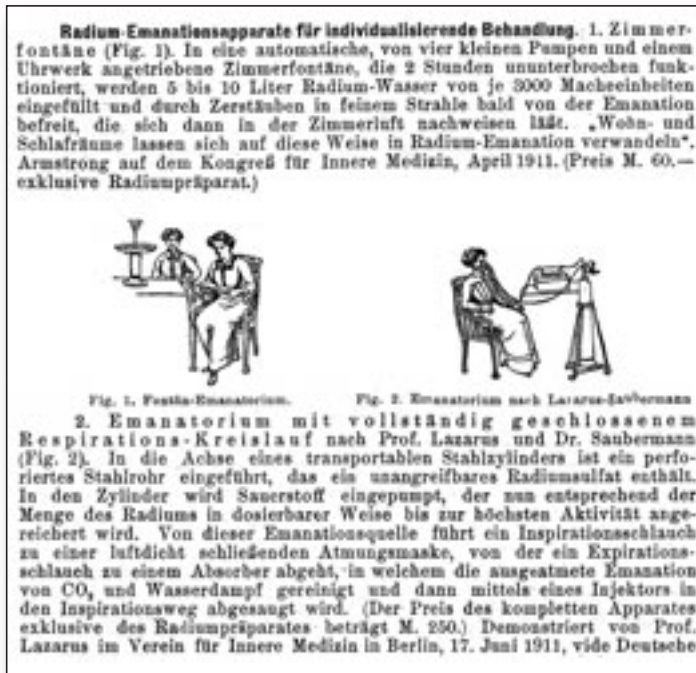 Radium-Emanationsapparate für individualisierende Behandlung. 1. Zimmer-
fontäne (Fig. 1). In eine automatische, von vier kleinen Pumpen und einem
Uhrwerk angetriebene Zimmerfontäne, die 2 Stunden ununterbrochen funk-
tioniert, werden 5 bis 10 Liter Radium-Wasser von je 3000 Macheeinheiten
eingefüllt und durch Zerstäuben in feinem Strahle bald von der Emanation
befreit, die sich dann in der Zimmerluft nachweisen läßt. „Wohn- und
Schlafräume lassen sich auf diese Weise in Radium-Emanation verwandeln“.
Armstrong auf dem Kongreß für Innere Medizin, April 1911. (Preis M. 60.—
exklusive Radiumpräparat.)
Fig. 1. Fontän-Emanatorium.
Fig. 2. Emanatorium nach Lazarus-Saubermann
2. Emanatorium mit vollständig geschlossenem
Respirations-Kreislauf nach Prof. Lazarus und Dr. Saubermann
(Fig. 2). In die Achse eines transportablen Stahlzylinders ist ein perfo-
riertes Stahlrohr eingeführt, das ein unangreifbares Radiumsulfat enthält.
In den Zylinder wird Sauerstoff eingepumpt, der nun entsprechend der
Menge des Radiums in dosierbarer Weise bis zur höchsten Aktivität ange-
reichert wird. Von dieser Emanationsquelle führt ein Inspirationsschlauch
zu einer luftdicht schließenden Atmungsmaske, von der ein Expirations-
schlauch zu einem Absorber abgeht, in welchem die ausgeatmete Emanation
von CO₂ und Wasserdampf gereinigt und dann mittels eines Injektors in
den Inspirationsweg abgesaugt wird. (Der Preis des kompletten Apparates
exklusive des Radiumpräparates beträgt M. 250.) Demonstriert von Prof.
Lazarus im Verein für Innere Medizin in Berlin, 17. Juni 1911, vide Deutsche